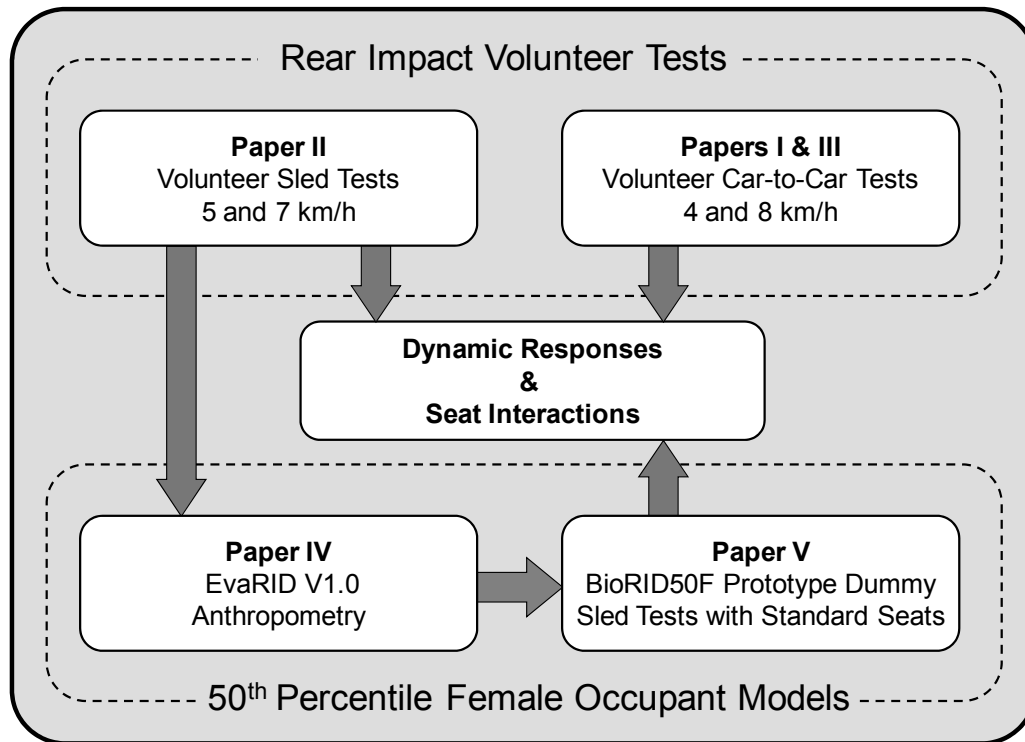 Rear Impact Volunteer Tests
Paper II
Volunteer Sled Tests
5 and 7 km/h
Papers I & III
Volunteer Car-to-Car Tests
4 and 8 km/h
Dynamic Responses
&
Seat Interactions
Paper IV
EvaRID V1.0
Anthropometry
Paper V
BioRID50F Prototype Dummy
Sled Tests with Standard Seats
50th Percentile Female Occupant Models